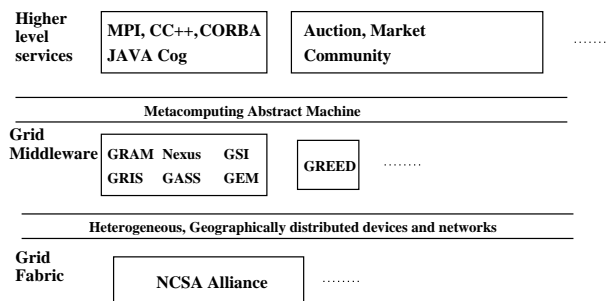 Higher
level
services
MPI, CC++,CORBA
JAVA Cog
Auction, Market
Community
........
Metacomputing Abstract Machine
Grid
Middleware
GRAM Nexus GSI
GRIS GASS GEM
GREED
........
Heterogeneous, Geographically distributed devices and networks
Grid
Fabric
NCSA Alliance
........